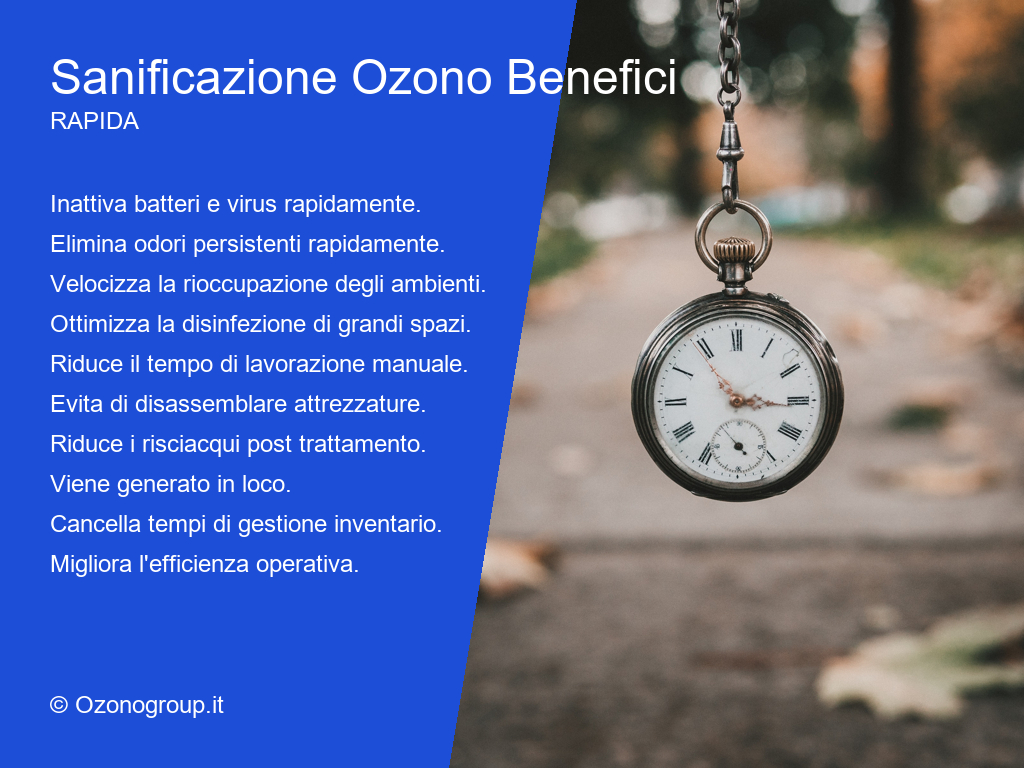 Sanificazione Ozono Benefici
RAPIDA
Inattiva batteri e virus rapidamente.
Elimina odori persistenti rapidamente.
Velocizza la rioccupazione degli ambienti.
Ottimizza la disinfezione di grandi spazi.
Riduce il tempo di lavorazione manuale.
Evita di disassemblare attrezzature.
Riduce i risciacqui post trattamento.
Viene generato in loco.
Cancella tempi di gestione inventario.
Migliora l'efficienza operativa.
© Ozonogroup.it